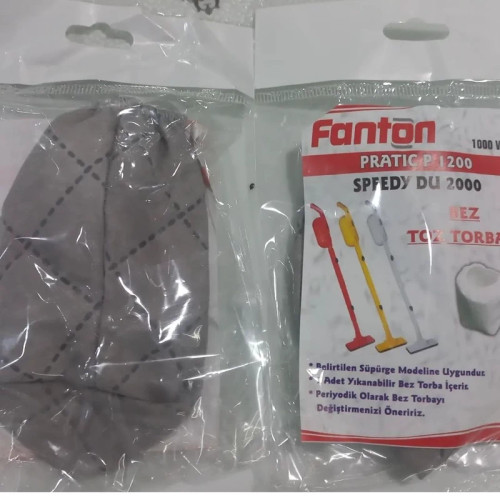 Fanton
1000 W
PRATIC P 1200
SPEEDY DU 2000
BEZ
TOZ TORBA
* Belirtilen Süpürge Modeline Uygundur.
* 1 Adet Yıkanabilir Bez Torba İçerir.
* Periyodik Olarak Bez Torbayı
Değiştirmenizi Öneririz.